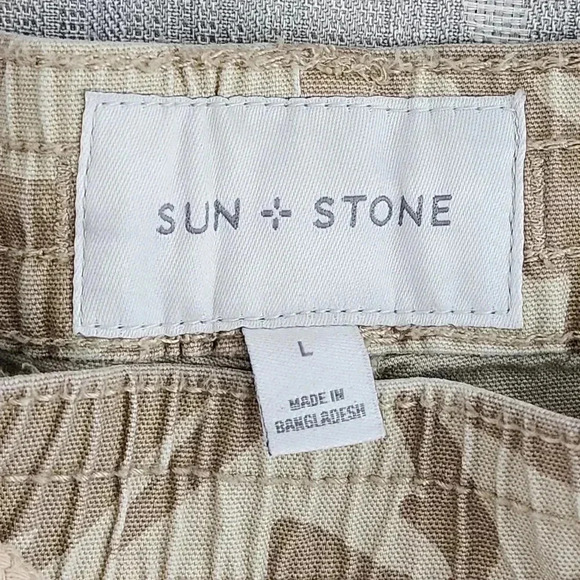 SUN + STONE
L
MADE IN
BANGLADESH